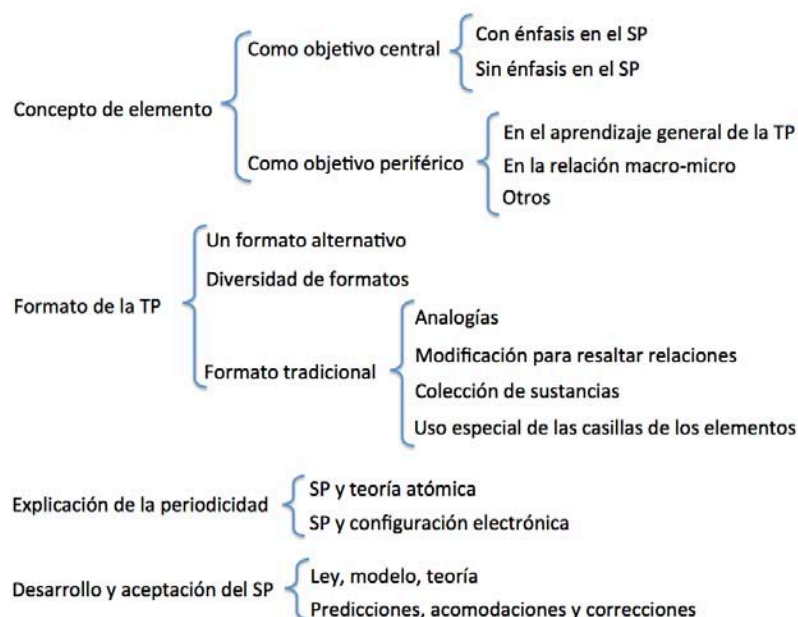 Como objetivo central
Con énfasis en el SP
Sin énfasis en el SP
Concepto de elemento
Como objetivo periférico
En el aprendizaje general de la TP
En la relación macro-micro
Otros
Un formato alternativo
Diversidad de formatos
Formato de la TP
Formato tradicional
Analogías
Modificación para resaltar relaciones
Colección de sustancias
Uso especial de las casillas de los elementos
Explicación de la periodicidad
SP y teoría atómica
SP y configuración electrónica
Desarrollo y aceptación del SP
Ley, modelo, teoría
Predicciones, acomodaciones y correcciones